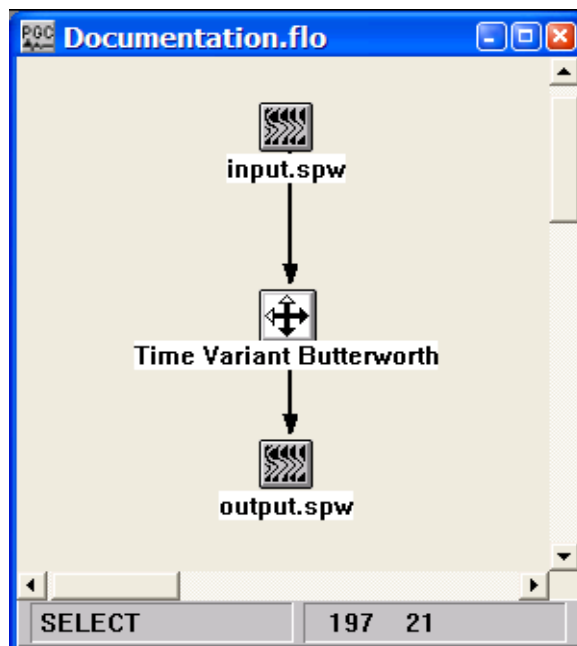 PGC Documentation.flo
input.spw
Time Variant Butterworth
output.spw
SELECT 197 21